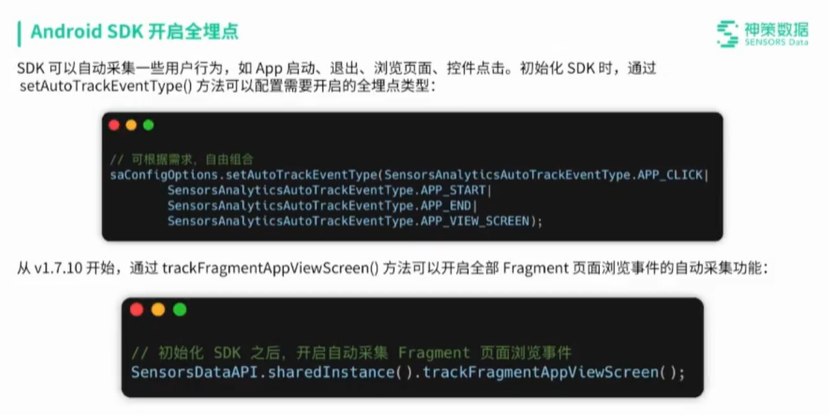 Android SDK 开启全埋点
神策数据
SENSORS Data
SDK 可以自动采集一些用户行为，如 App 启动、退出、浏览页面、控件点击。初始化 SDK 时，通过
setAutoTrackEventType() 方法可以配置需要开启的全埋点类型：
// 可根据需求，自由组合
saConfigOptions.setAutoTrackEventType(SensorsAnalyticsAutoTrackEventType.APP_CLICK|
SensorsAnalyticsAutoTrackEventType.APP_START|
SensorsAnalyticsAutoTrackEventType.APP_END|
SensorsAnalyticsAutoTrackEventType.APP_VIEW_SCREEN);
从 v1.7.10 开始，通过 trackFragmentAppViewScreen() 方法可以开启全部 Fragment 页面浏览事件的自动采集功能：
// 初始化 SDK 之后，开启自动采集 Fragment 页面浏览事件
SensorsDataAPI.sharedInstance().trackFragmentAppViewScreen();